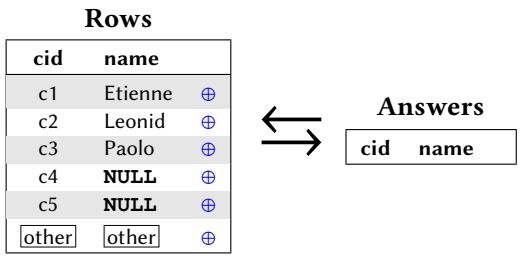 Rows
cid name
c1 Etienne ⊕
c2 Leonid ⊕
c3 Paolo ⊕
c4 NULL ⊕
c5 NULL ⊕
other other ⊕
Answers
cid name